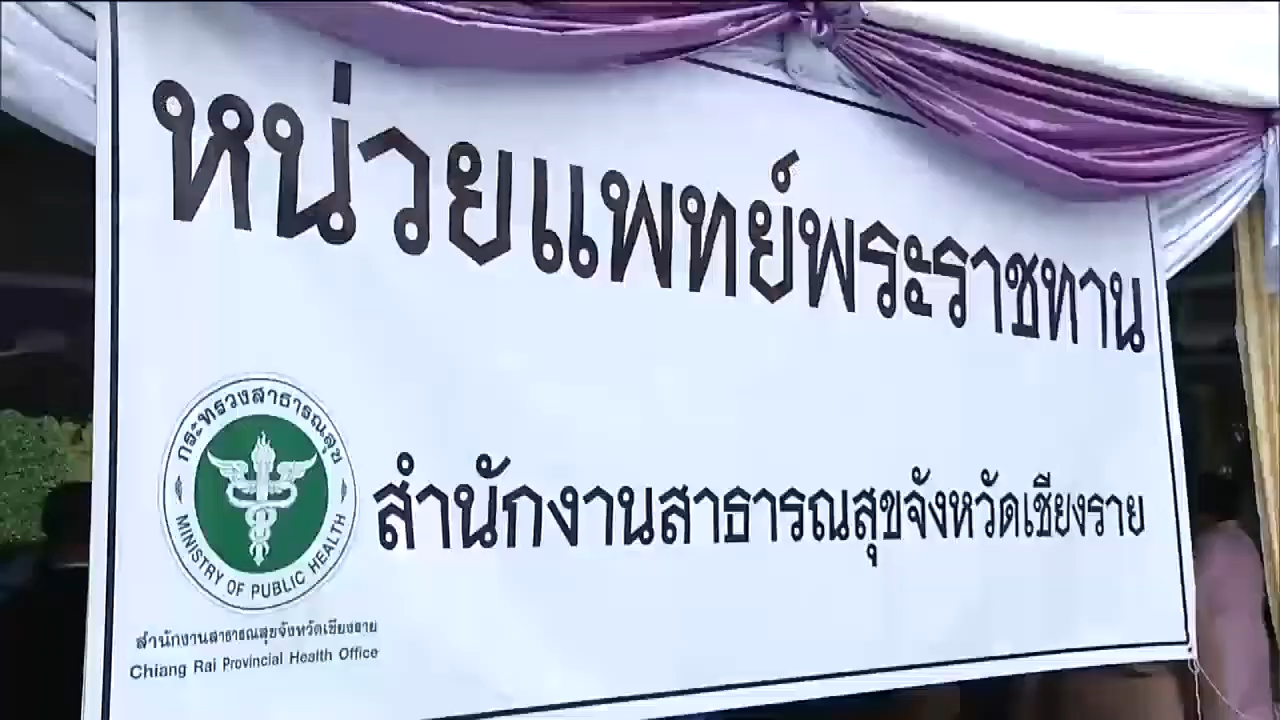 หน่วยแพทย์พระราชทาน
กระทรวงสาธารณสุข
MINISTRY OF PUBLIC HEALTH
สำนักงานสาธารณสุขจังหวัดเชียงราย
สำนักงานสาธารณสุขจังหวัดเชียงราย
Chiang Rai Provincial Health Office